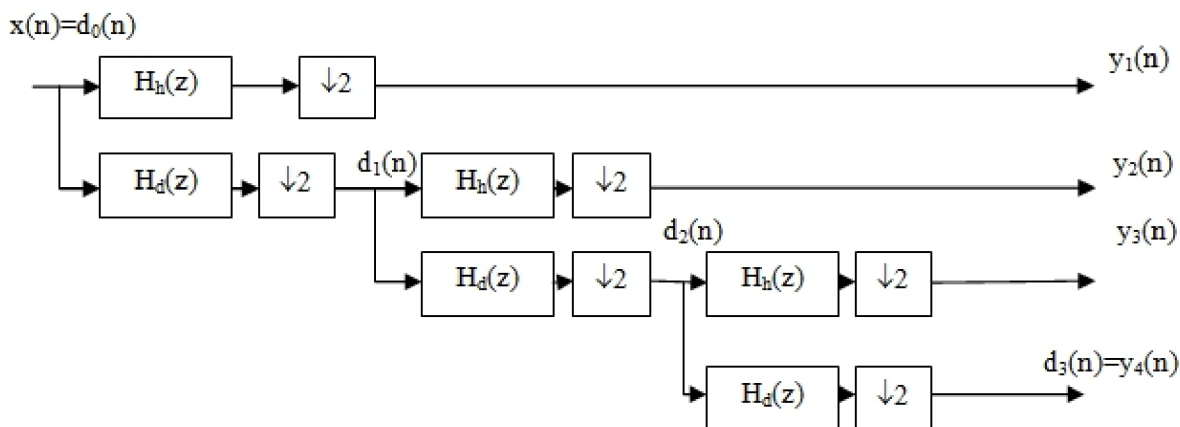 x(n)=d₀(n)
H_h(z) ↓2 y₁(n)
H_d(z) ↓2 d₁(n) H_h(z) ↓2 y₂(n)
H_d(z) ↓2 d₂(n) H_h(z) ↓2 y₃(n)
H_d(z) ↓2 d₃(n)=y₄(n)